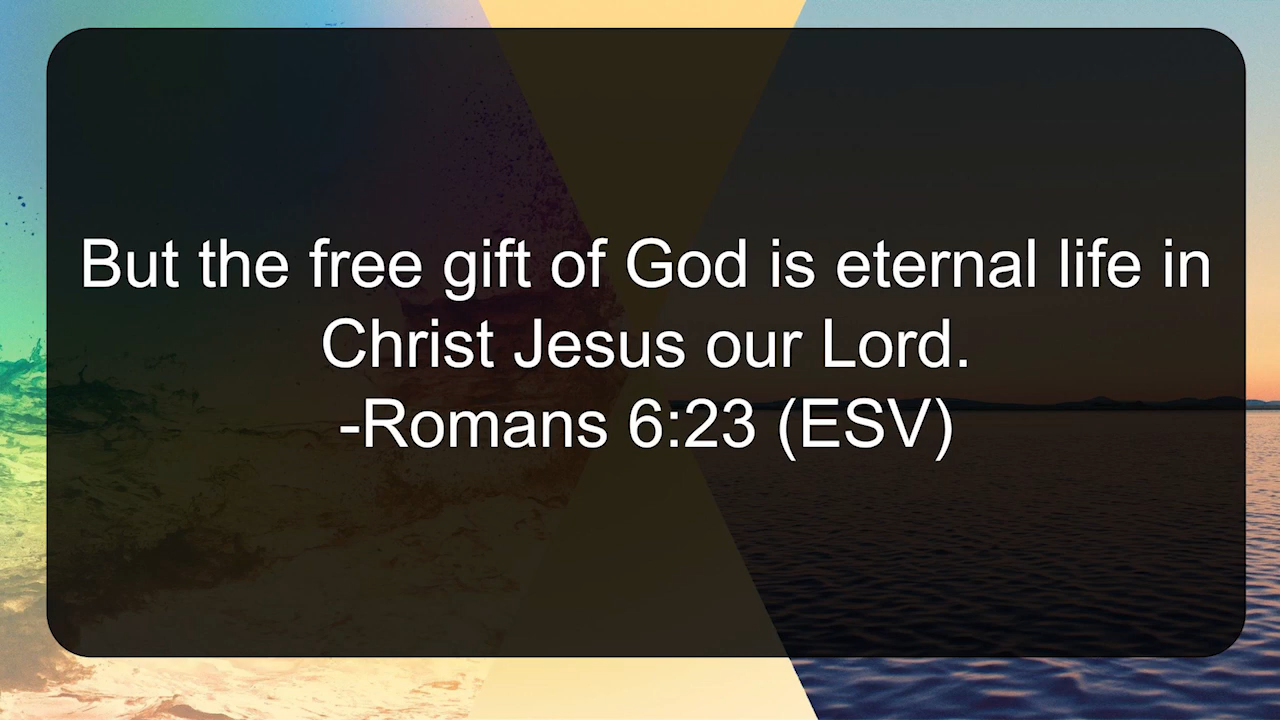 But the free gift of God is eternal life in
Christ Jesus our Lord.
-Romans 6:23 (ESV)